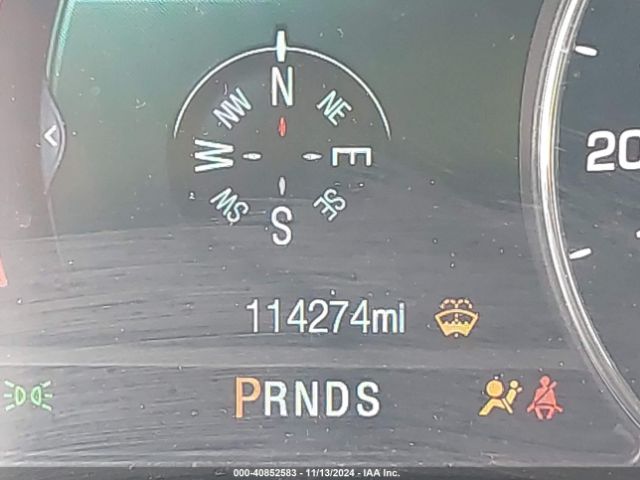 N
NW NE
W E
SW SE
S
20
114274mi
PRNDS
000-40852583 - 11/13/2024 - IAA Inc.